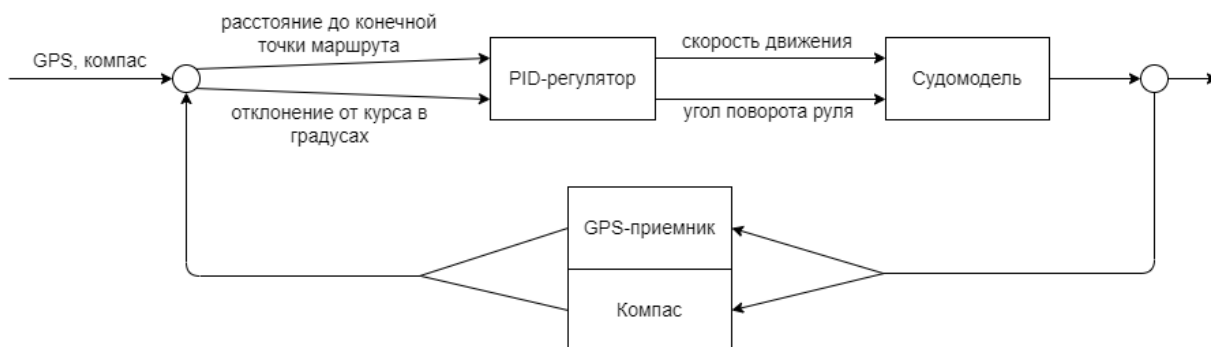 расстояние до конечной
точки маршрута
GPS, компас
отклонение от курса в
градусах
PID-регулятор
скорость движения
угол поворота руля
Судомодель
GPS-приемник
Компас